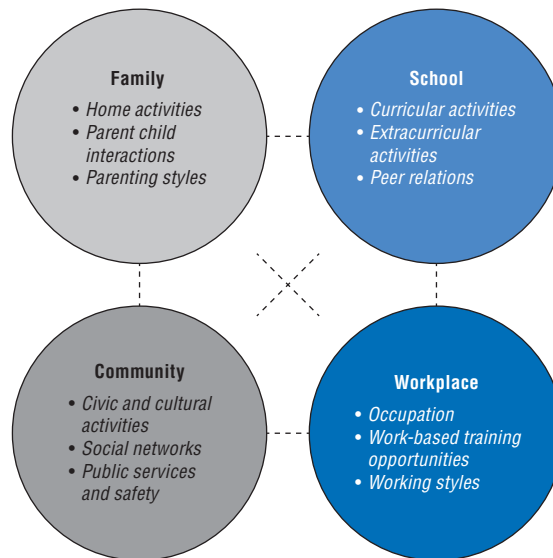 Family
• Home activities
• Parent child
interactions
• Parenting styles
School
• Curricular activities
• Extracurricular
activities
• Peer relations
Community
• Civic and cultural
activities
• Social networks
• Public services
and safety
Workplace
• Occupation
• Work-based training
opportunities
• Working styles